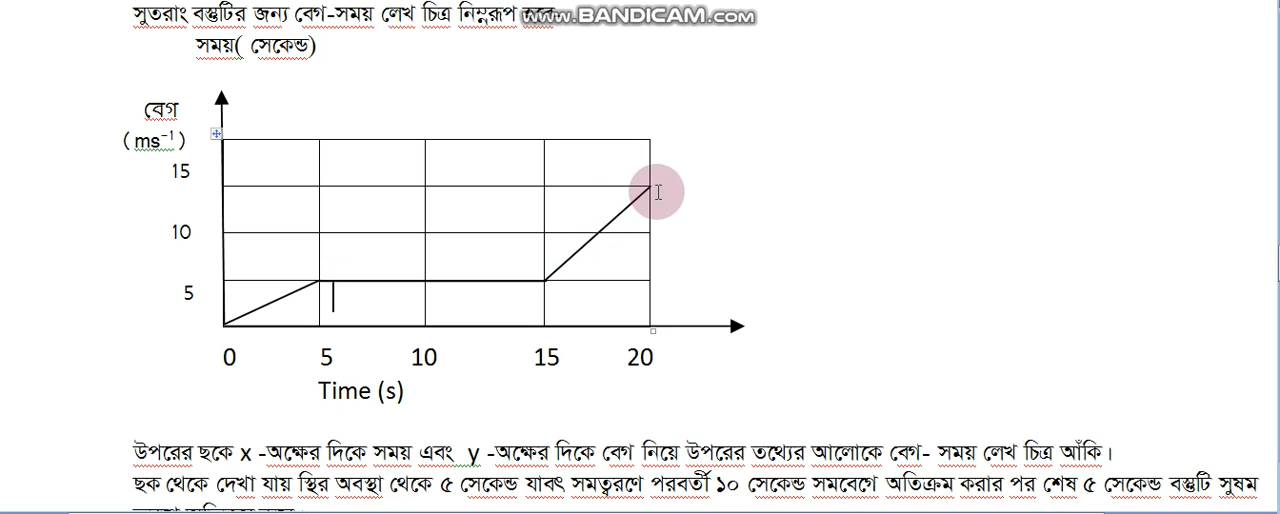 সুতরাং বস্তুটির জন্য বেগ-সময় লেখ চিত্র নিম্নরূপ
www.BANDICAM.com
সময়( সেকেন্ড)
বেগ
(ms⁻¹)
15
10
5
0 5 10 15 20
Time (s)
উপরের ছকে x -অক্ষের দিকে সময় এবং y -অক্ষের দিকে বেগ নিয়ে উপরের তথ্যের আলোকে বেগ- সময় লেখ চিত্র আঁকি।
ছক থেকে দেখা যায় স্থির অবস্থা থেকে ৫ সেকেন্ড যাবৎ সমত্বরণে পরবর্তী ১০ সেকেন্ড সমবেগে অতিক্রম করার পর শেষ ৫ সেকেন্ড বস্তুটি সুষম